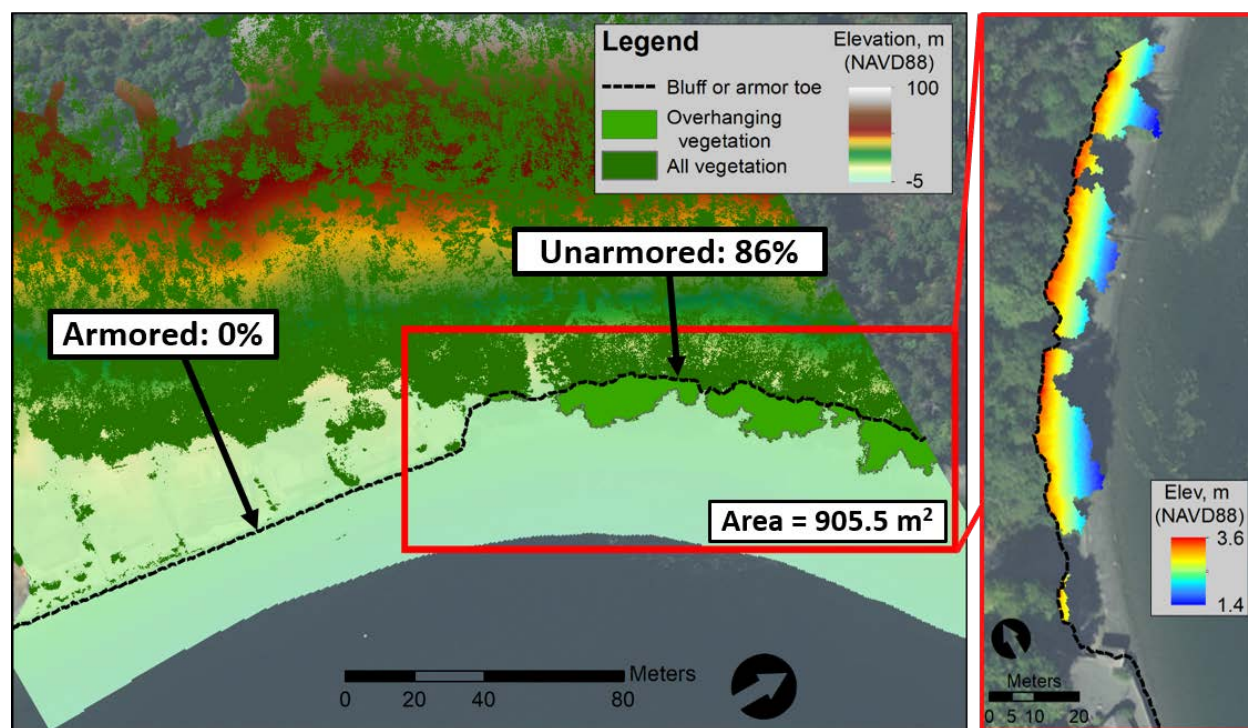 Legend
Bluff or armor toe
Overhanging
vegetation
All vegetation
Elevation, m
(NAVD88)
100
-5
Unarmored: 86%
Armored: 0%
Area = 905.5 m²
Meters
0 20 40 80
Elev, m
(NAVD88)
3.6
1.4
Meters
0 5 10 20